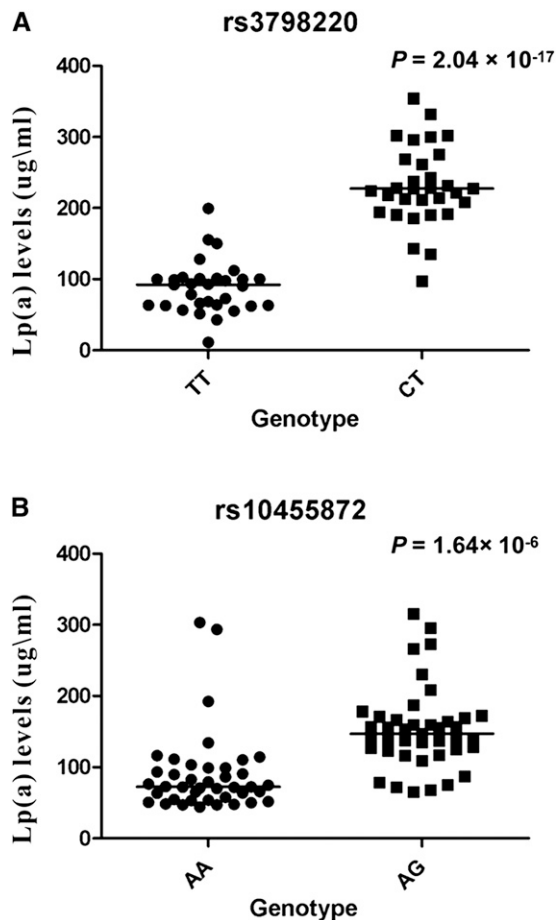 A
rs3798220
P = 2.04 × 10-17
400
300
200
100
0
Lp(a) levels (ug\ml)
TT
CT
Genotype
B
rs10455872
P = 1.64× 10-6
400
300
200
100
0
Lp(a) levels (ug\ml)
AA
AG
Genotype